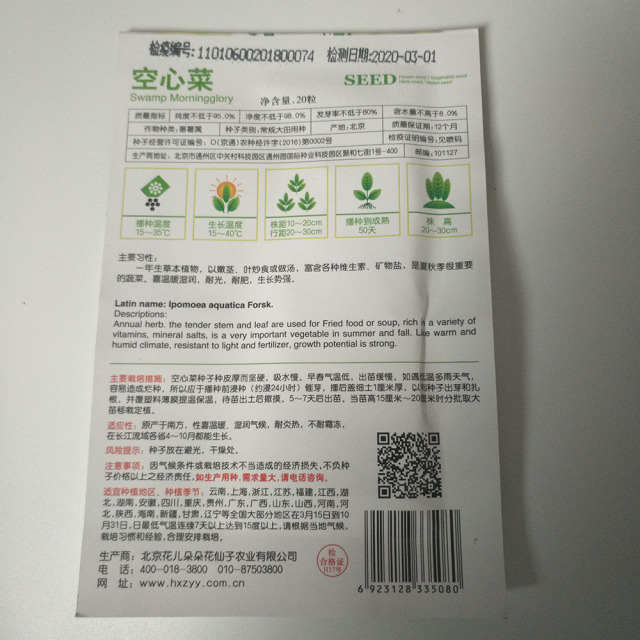 检疫编号:11010600201800074 检测日期:2020-03-01
空心菜
SEED
Swamp Morningglory
净含量:20粒
质量指标 纯度不低于95.0% 净度不低于98.0% 发芽率不低于80% 含水量不高于8.0%
作物种类:蕃薯属 种子类别:常规大田用种 产地:北京 质量保证期:12个月
种子经营许可证编号：D(京通)农种经许字(2016)第0002号 检疫证明编号:见喷码
生产商地址：北京市通州区中关村科技园区通州园国际种业科技园区聚和七街1号-400 邮编:101127
播种温度 15～35℃
生长温度 15～40℃
株距10～20cm 行距20～30cm
播种到成熟 50天
株 高 20～30cm
主要习性：
一年生草本植物，以嫩茎、叶炒食或做汤，富含各种维生素、矿物盐，是夏秋季很重要
的蔬菜。喜温暖湿润，耐光，耐肥，生长势强。
Latin name: Ipomoea aquatica Forsk.
Descriptions:
Annual herb. the tender stem and leaf are used for Fried food or soup, rich is a variety of
vitamins, mineral salts, is a very important vegetable in summer and fall. Like warm and
humid climate, resistant to light and fertilizer, growth potential is strong.
主要栽培措施：空心菜种子种皮厚而坚硬，吸水慢，早春气温低，出苗缓慢，如遇低温多雨天气，
容易造成烂种，所以应于播种前浸种（约浸24小时）催芽，播后盖细土1厘米厚，以利种子出芽和扎
根，并覆塑料薄膜提温保温，待苗出土后撤摸。5～7天后出苗。当苗高15厘米～20厘米时分批取大
苗移栽定植。
适应性：原产于南方，性喜温暖、湿润气候，耐炎热，不耐霜冻，
在长江流域各省4～10月都能生长。
风险提示：种子放在避光，干燥处，
注意事项：因气候条件或栽培技术不当造成的经济损失，不负种
子价格以上之经济责任,如生产用种,需求量大,请电话咨询。
适宜种植地区、种植季节：云南,上海,浙江,江苏,福建,江西,湖
北,湖南,安徽,四川,重庆,贵州,广东,广西,山东,山西,河南,河
北,陕西,海南,新疆,甘肃,辽宁等全国大部分地区在3月15日到10
月31日,日最低气温连续7天以上达到15度以上,请根据当地气候,
栽培习惯和经验,合理安排栽培。
生产商：北京花儿朵朵花仙子农业有限公司
电 话：400-018-3800 010-87503800
网 址：www.hxzyy.com.cn
检
合格证
H17号
6 923128 335080